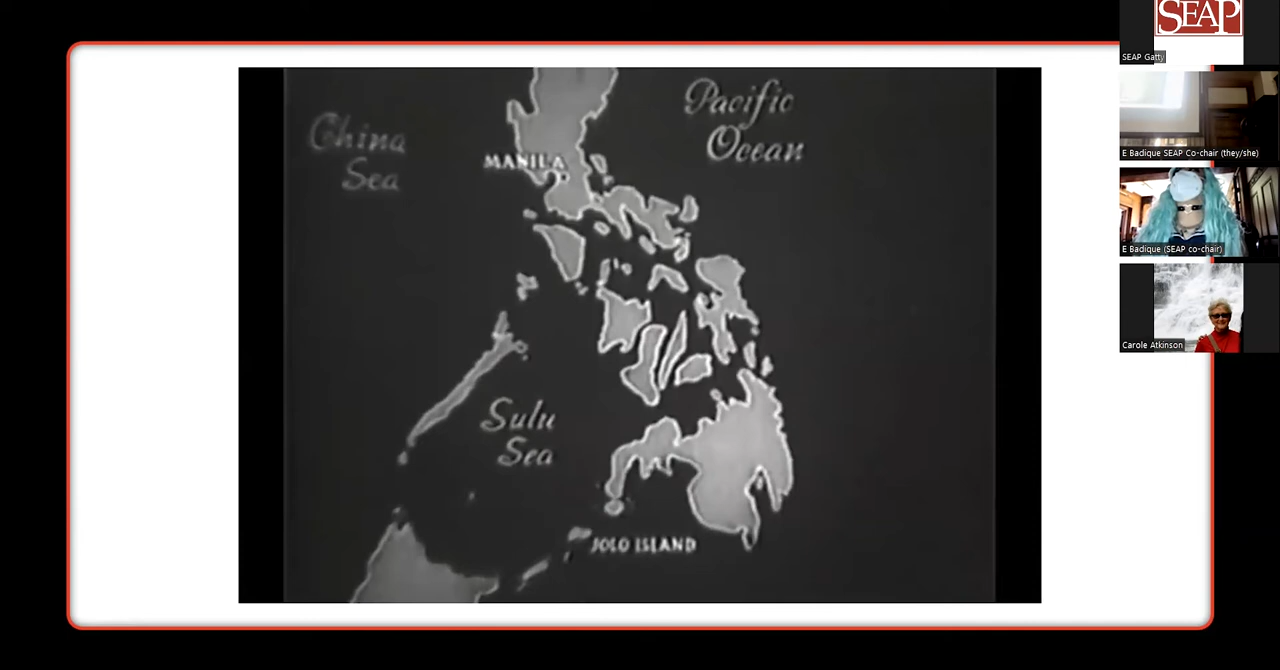 China
Sea
Pacific
Ocean
MANILA
Sulu
Sea
JOLO ISLAND
SEAP
SEAP Gatty
E Badique SEAP Co-chair (they/she)
E Badique (SEAP co-chair)
Carole Atkinson